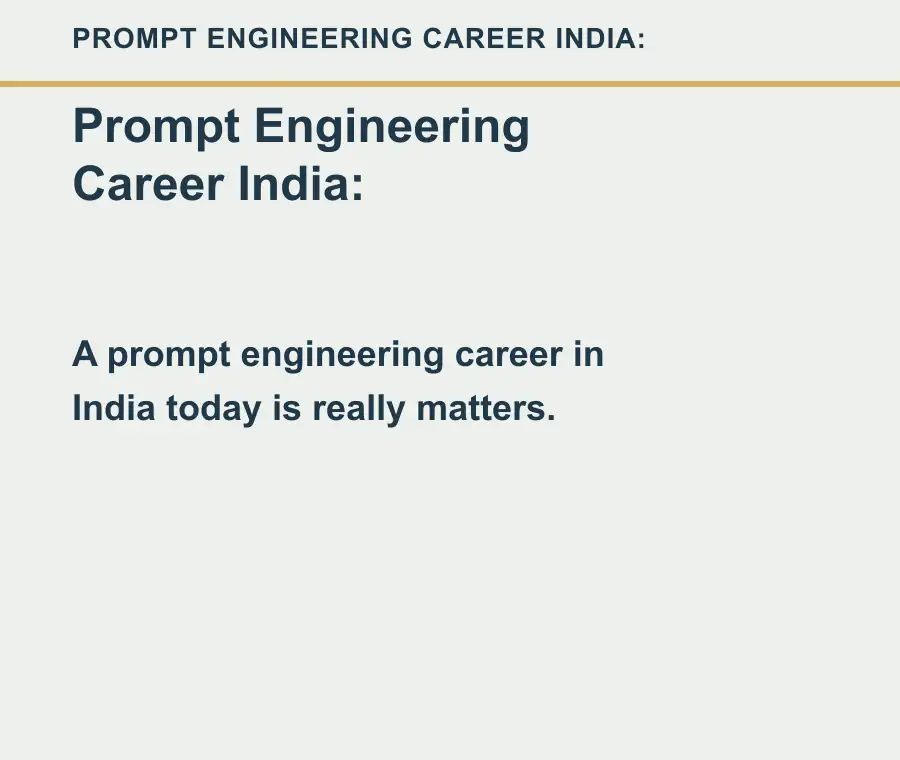 PROMPT ENGINEERING CAREER INDIA:
Prompt Engineering
Career India:
A prompt engineering career in
India today is really matters.